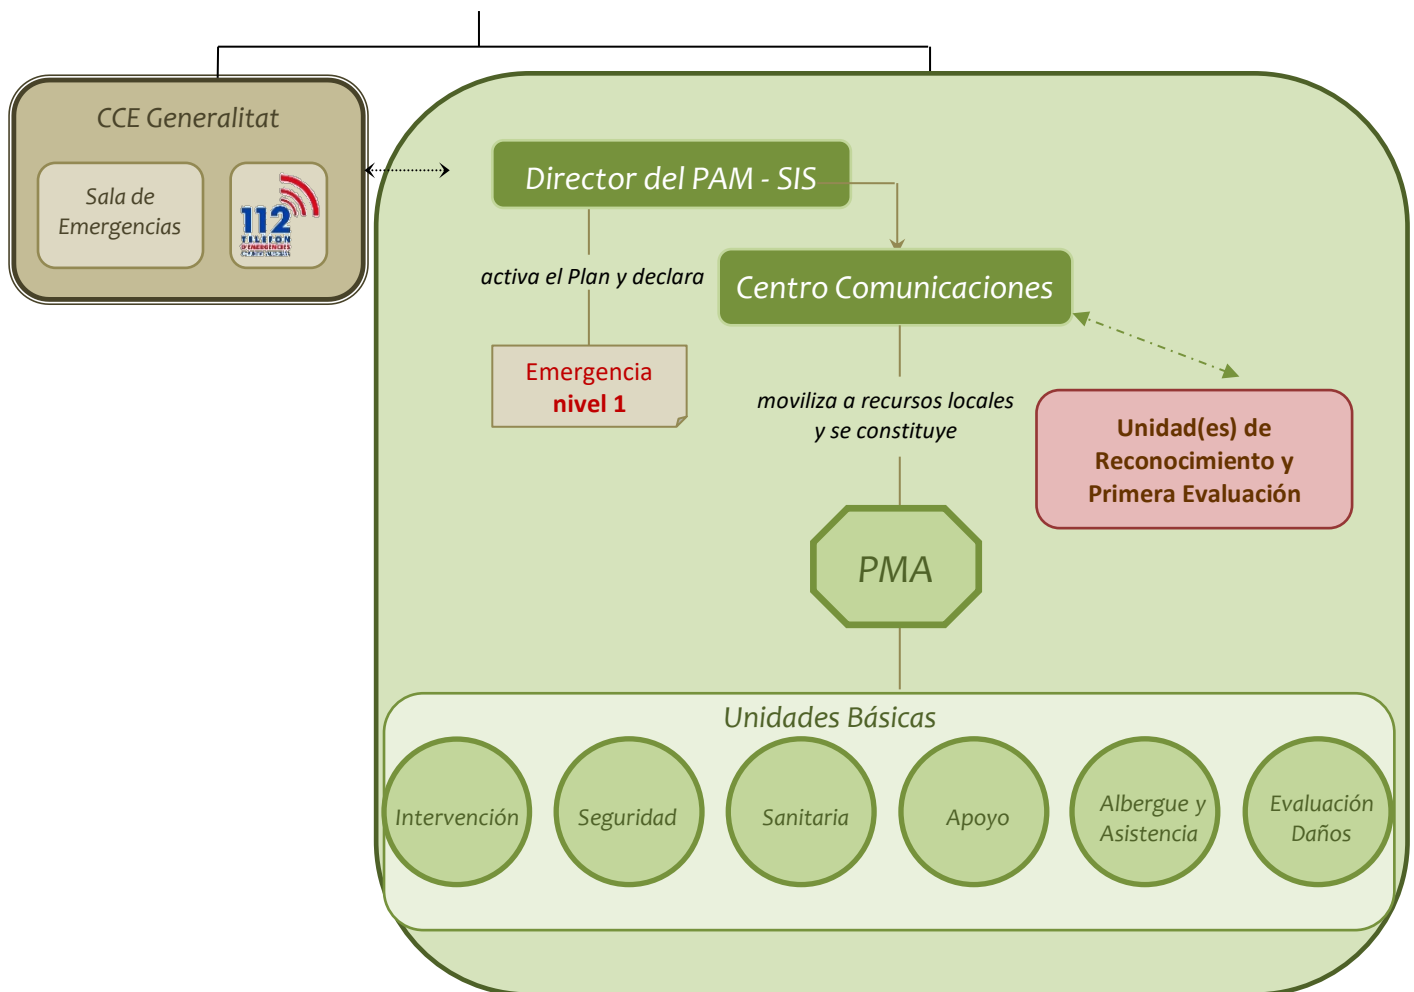 CCE Generalitat
Sala de
Emergencias
112
TELÈFON
D'EMERGÈNCIES
Director del PAM - SIS
activa el Plan y declara
Centro Comunicaciones
Emergencia
nivel 1
moviliza a recursos locales
y se constituye
Unidad(es) de
Reconocimiento y
Primera Evaluación
PMA
Unidades Básicas
Intervención
Seguridad
Sanitaria
Apoyo
Albergue y
Asistencia
Evaluación
Daños